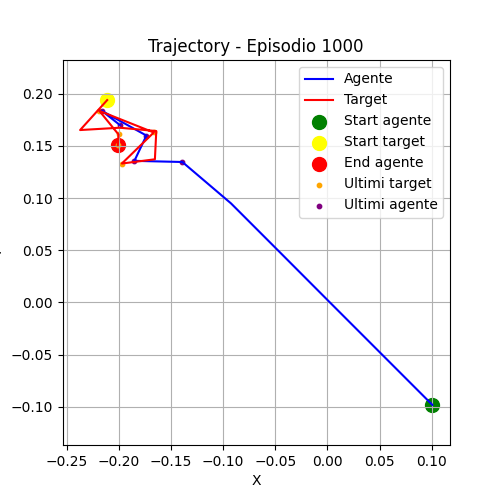 Trajectory - Episodio 1000
Agente
Target
Start agente
Start target
End agente
Ultimi target
Ultimi agente
0.20
0.15
0.10
0.05
0.00
−0.05
−0.10
−0.25
−0.20
−0.15
−0.10
−0.05
0.00
0.05
0.10
X